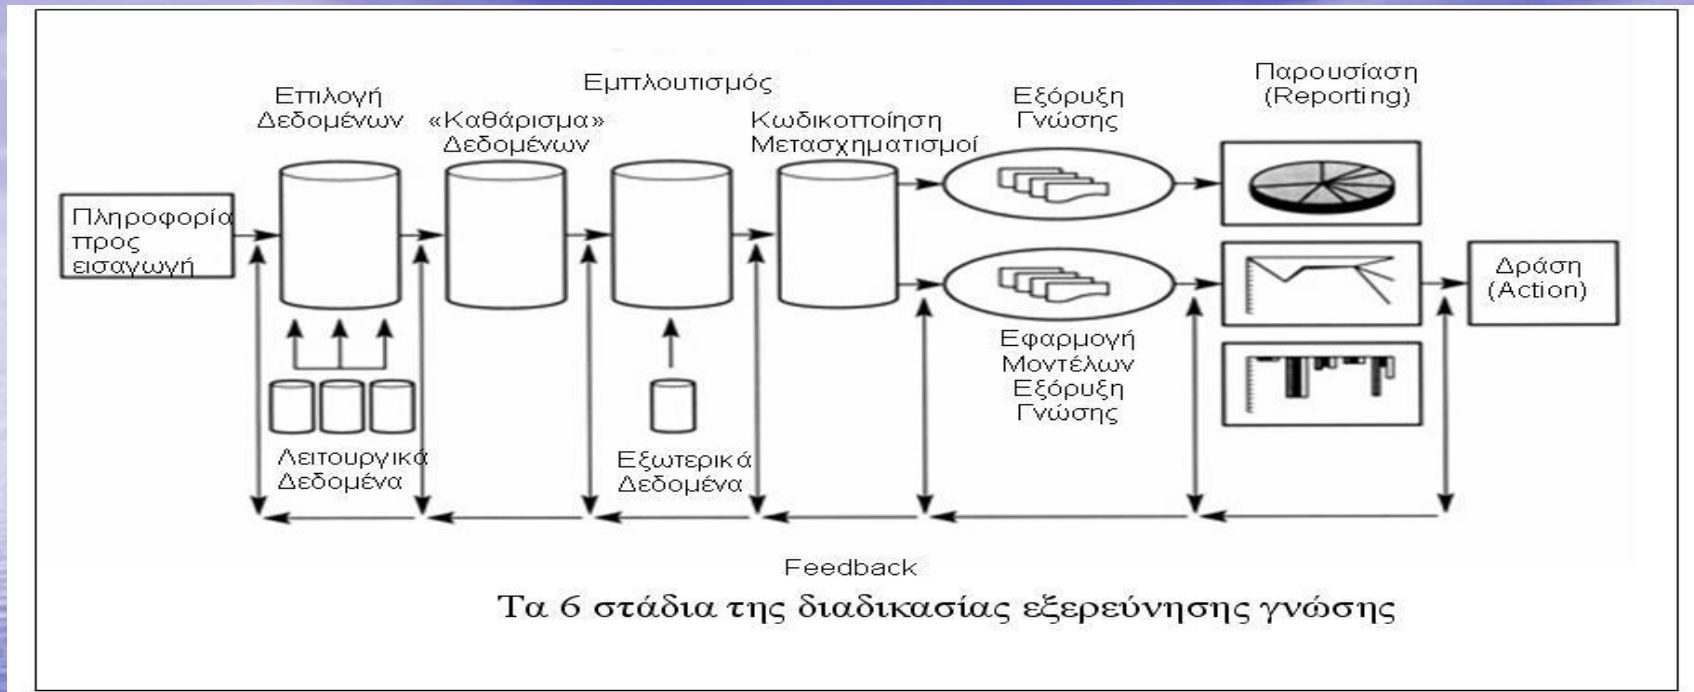 Επιλογή
Δεδομένων
«Καθάρισμα»
Δεδομένων
Εμπλουτισμός
Κωδικοποίηση
Μετασχηματισμοί
Εξόρυξη
Γνώσης
Παρουσίαση
(Reporting)
Πληροφορία
προς
εισαγωγή
Δράση
(Action)
Εφαρμογή
Μοντέλων
Εξόρυξη
Γνώσης
Λειτουργικά
Δεδομένα
Εξωτερικά
Δεδομένα
Feedback
Τα 6 στάδια της διαδικασίας εξερεύνησης γνώσης